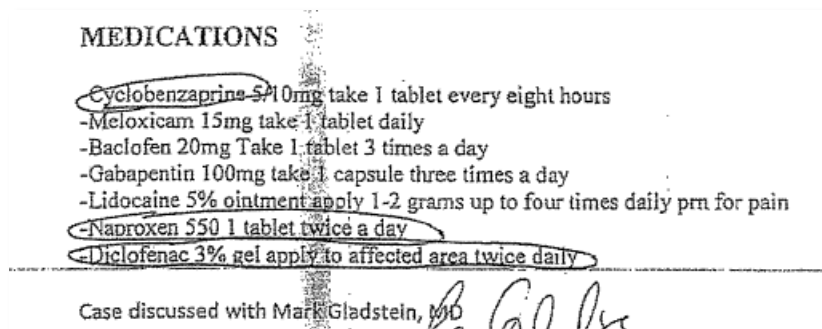 MEDICATIONS
-Cyclobenzaprine 5/10mg take 1 tablet every eight hours
-Meloxicam 15mg take 1 tablet daily
-Baclofen 20mg Take 1 tablet 3 times a day
-Gabapentin 100mg take 1 capsule three times a day
-Lidocaine 5% ointment apply 1-2 grams up to four times daily prn for pain
-Naproxen 550 1 tablet twice a day
-Diclofenac 3% gel apply to affected area twice daily
Case discussed with Mark Gladstein, MD